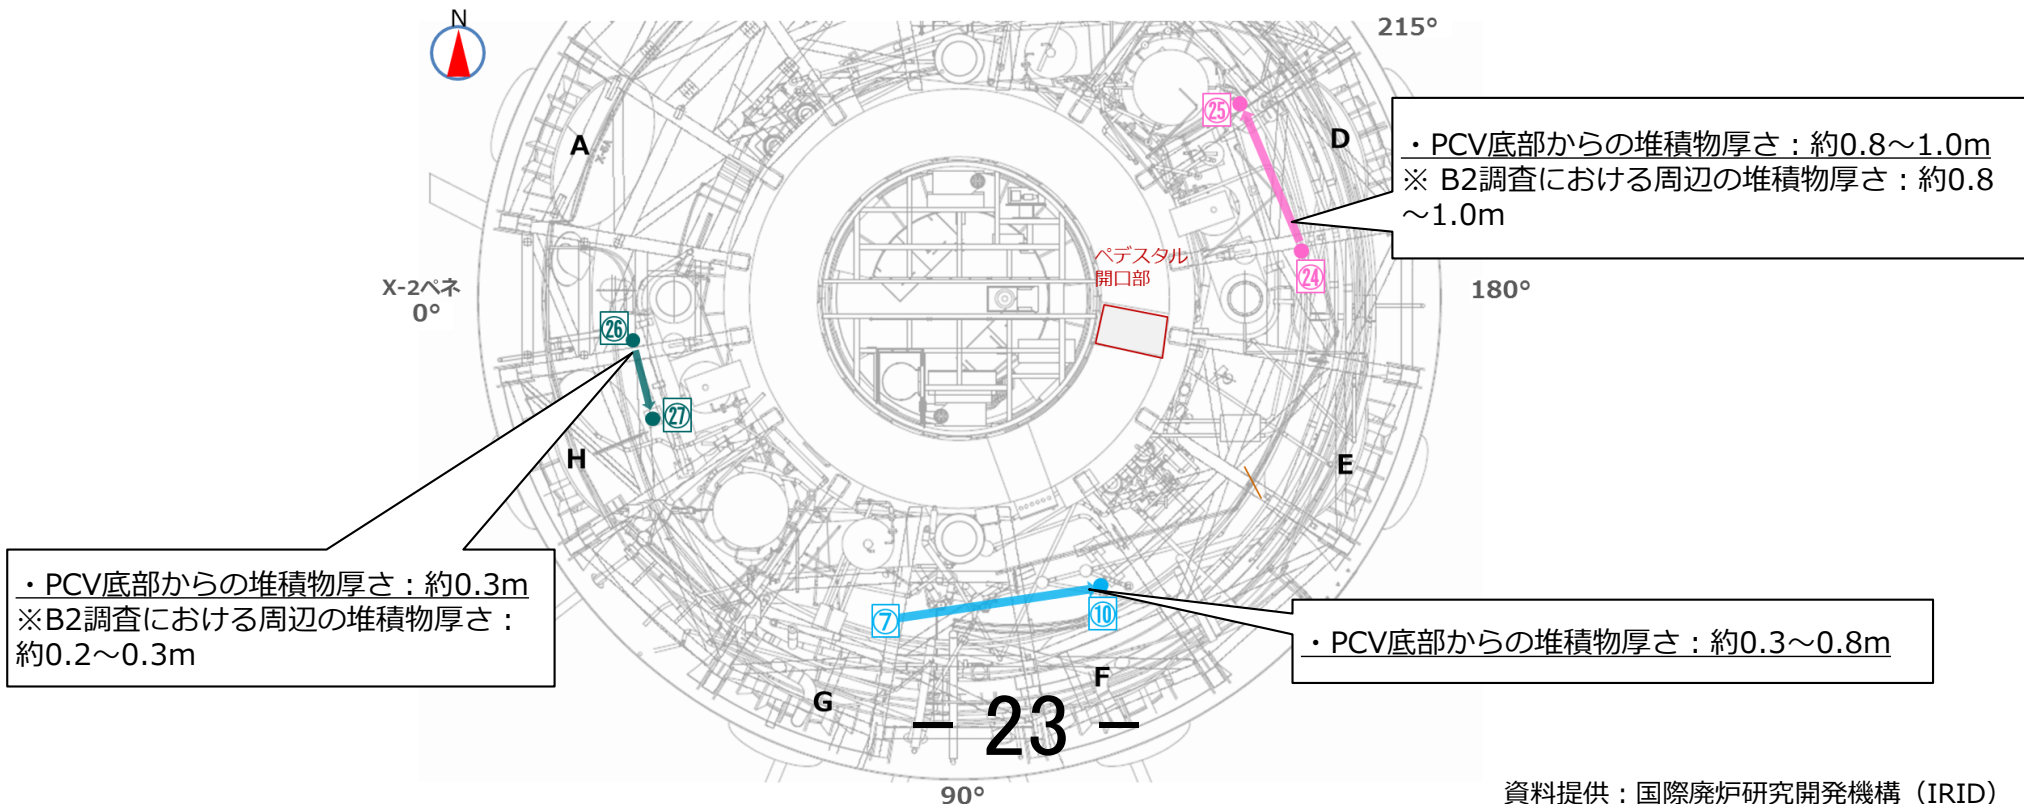 N
215°
A
㉕
D
・PCV底部からの堆積物厚さ：約0.8～1.0m
※ B2調査における周辺の堆積物厚さ：約0.8
～1.0m
ペデスタル
開口部
㉔
X-2ペネ
0°
180°
㉖
㉗
H
E
・PCV底部からの堆積物厚さ：約0.3m
※B2調査における周辺の堆積物厚さ：
約0.2～0.3m
⑦
⑩
・PCV底部からの堆積物厚さ：約0.3～0.8m
F
G
－ 23 －
90°
資料提供：国際廃炉研究開発機構（IRID）